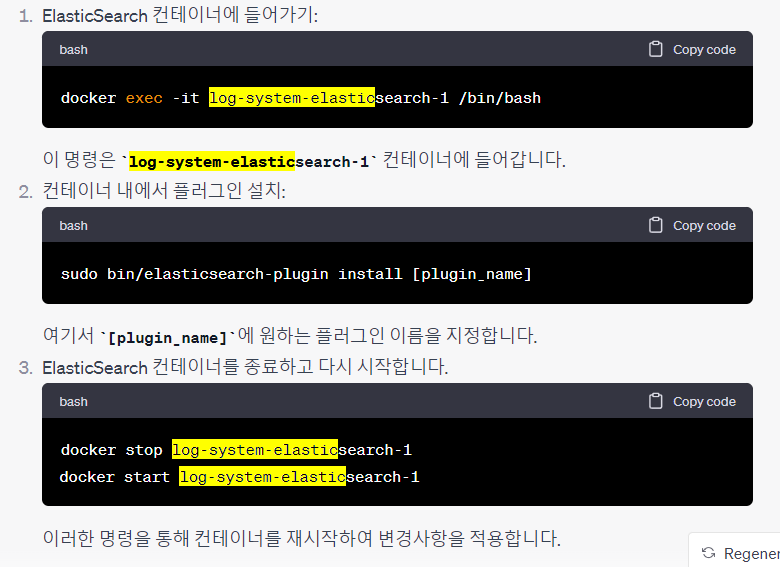 1. ElasticSearch 컨테이너에 들어가기:
bash Copy code
docker exec -it log-system-elasticsearch-1 /bin/bash
이 명령은 `log-system-elasticsearch-1` 컨테이너에 들어갑니다.
2. 컨테이너 내에서 플러그인 설치:
bash Copy code
sudo bin/elasticsearch-plugin install [plugin_name]
여기서 `[plugin_name]`에 원하는 플러그인 이름을 지정합니다.
3. ElasticSearch 컨테이너를 종료하고 다시 시작합니다.
bash Copy code
docker stop log-system-elasticsearch-1
docker start log-system-elasticsearch-1
이러한 명령을 통해 컨테이너를 재시작하여 변경사항을 적용합니다.
Regener